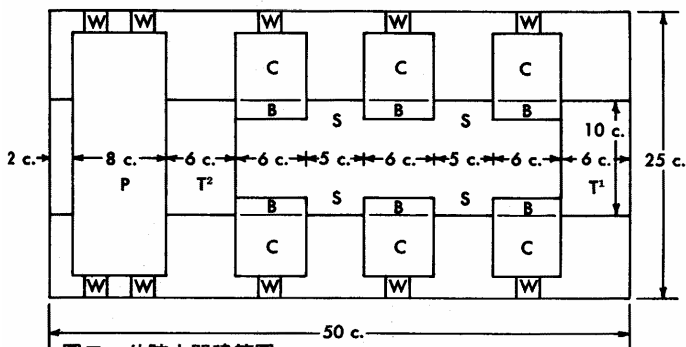 W W W W W
C C C
B B B
S S
10 c.
2 c. 8 c. 6 c. 6 c. 5 c. 6 c. 5 c. 6 c. 6 c. 25 c.
P T² T¹
S S
B B B
C C C
W W W W W
50 c.